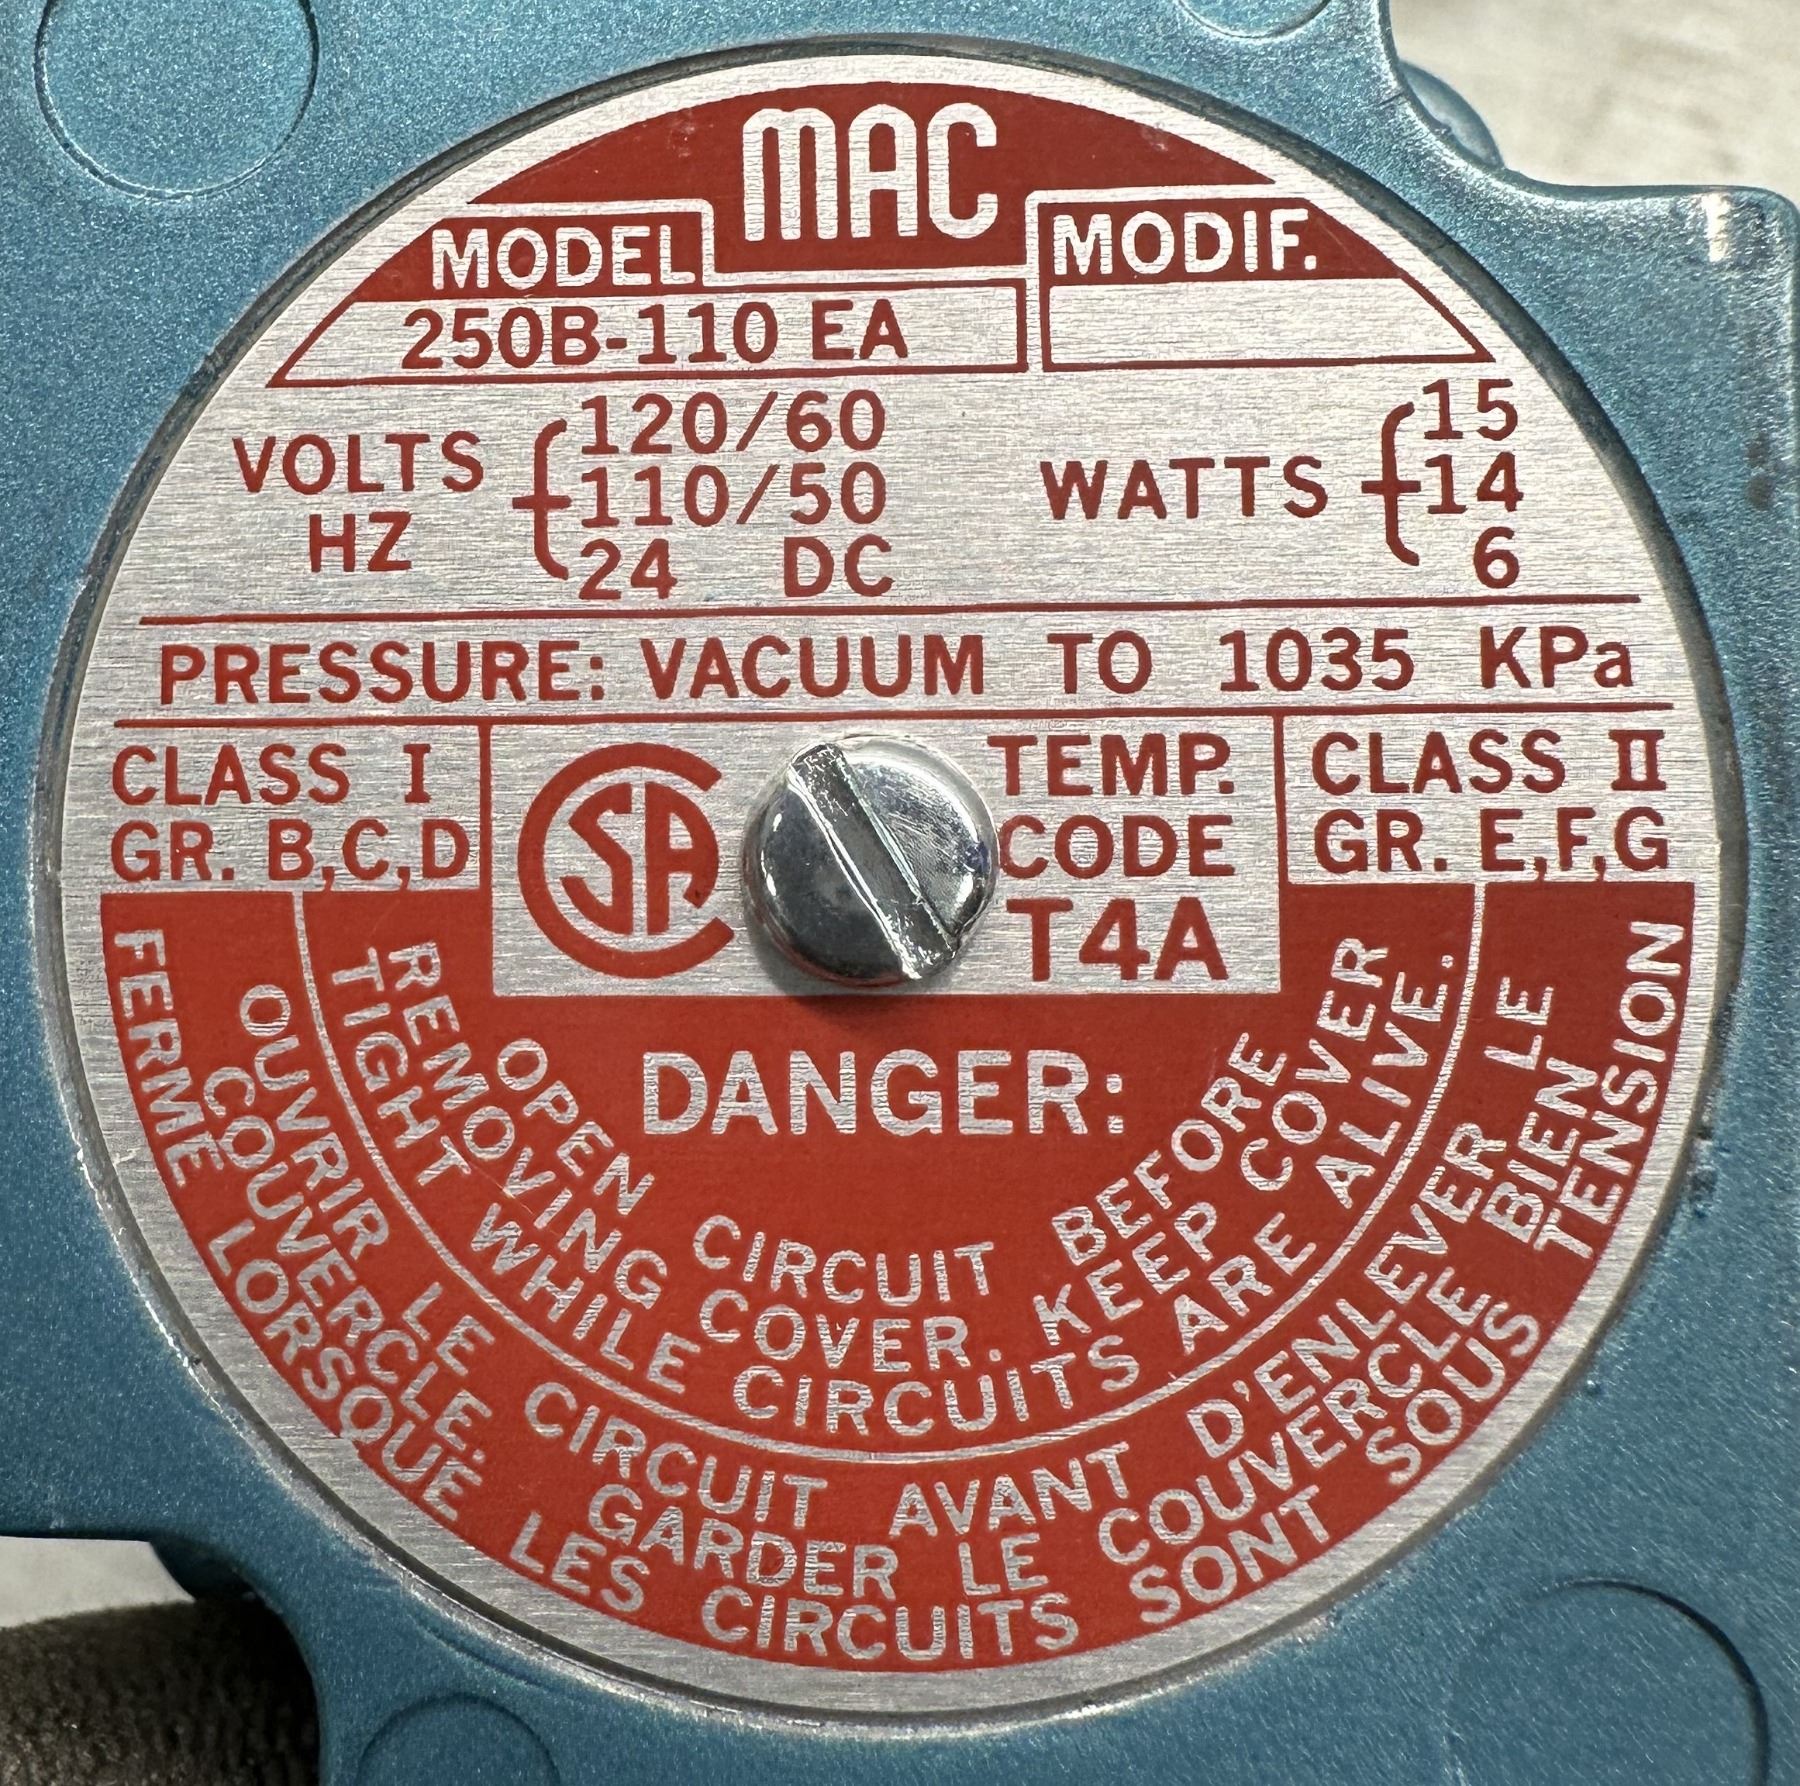 MAC
MODEL
MODIF.
250B-110 EA
VOLTS
HZ
120/60
110/50
24 DC
WATTS
15
14
6
PRESSURE: VACUUM TO 1035 KPa
CLASS I
GR. B,C,D
CSA
TEMP.
CODE
T4A
CLASS II
GR. E,F,G
DANGER:
OPEN CIRCUIT BEFORE
REMOVING COVER. KEEP COVER
TIGHT WHILE CIRCUITS ARE ALIVE.
OUVRIR LE CIRCUIT AVANT D'ENLEVER LE
COUVERCLE. GARDER LE COUVERCLE BIEN
FERME LORSQUE LES CIRCUITS SONT SOUS TENSION